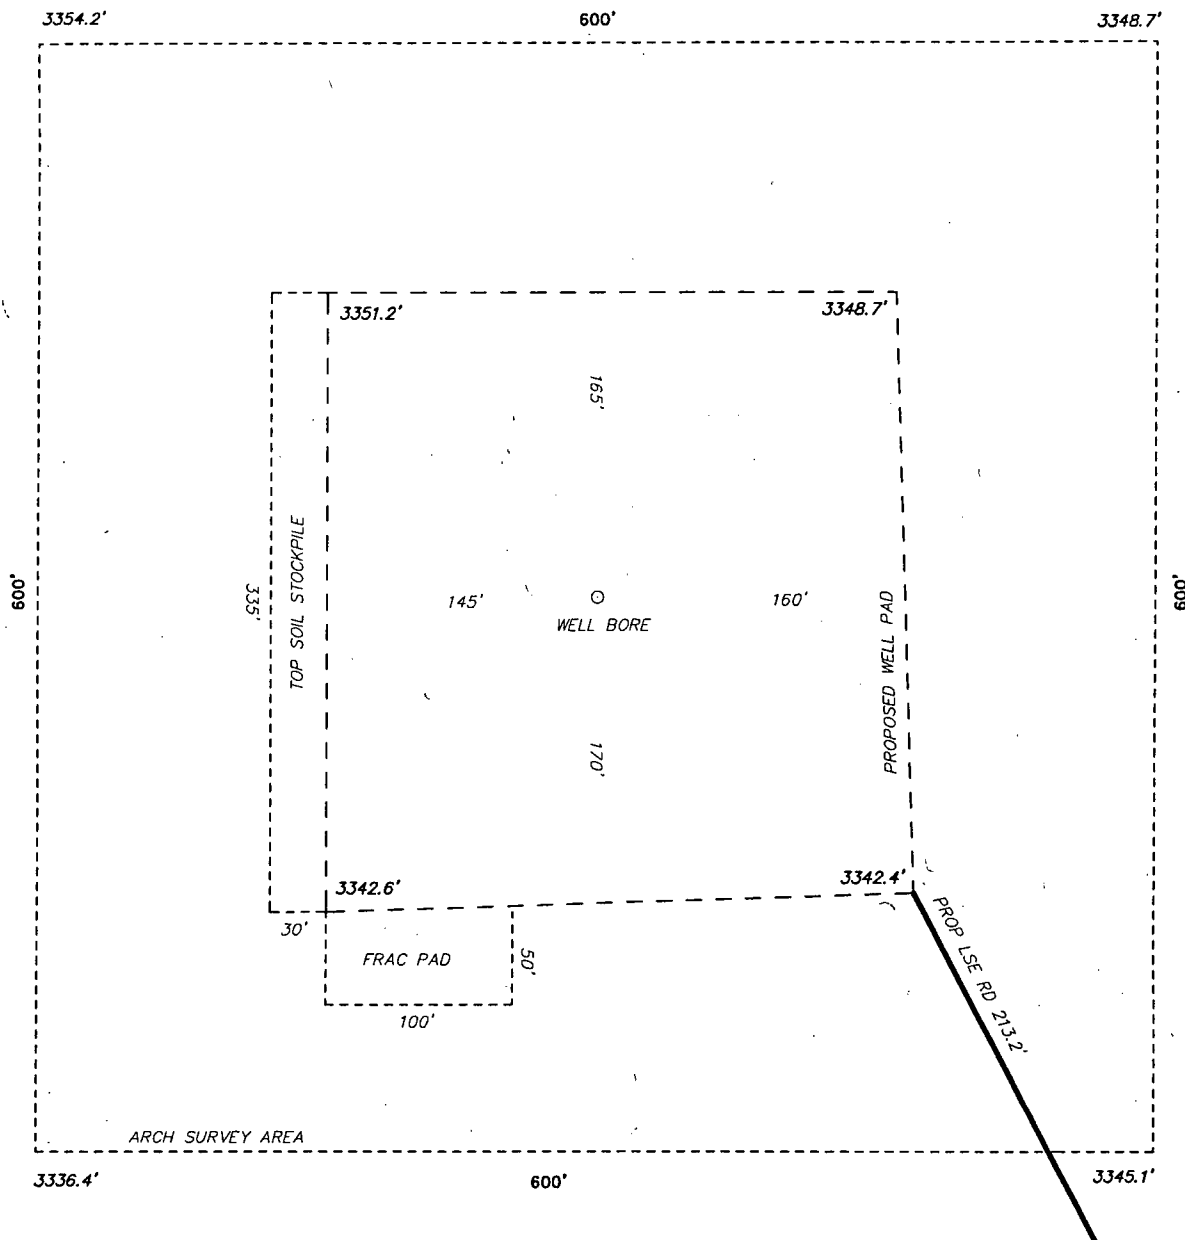 3354.2' 600' 3348.7'
3351.2' 3348.7'
165'
600' 335' TOP SOIL STOCKPILE 145' 160' PROPOSED WELL PAD 600'
WELL BORE
170'
3342.6' 3342.4'
30' FRAC PAD 50' PROP LSE RD 213.2'
100'
ARCH SURVEY AREA
3336.4' 600' 3345.1'